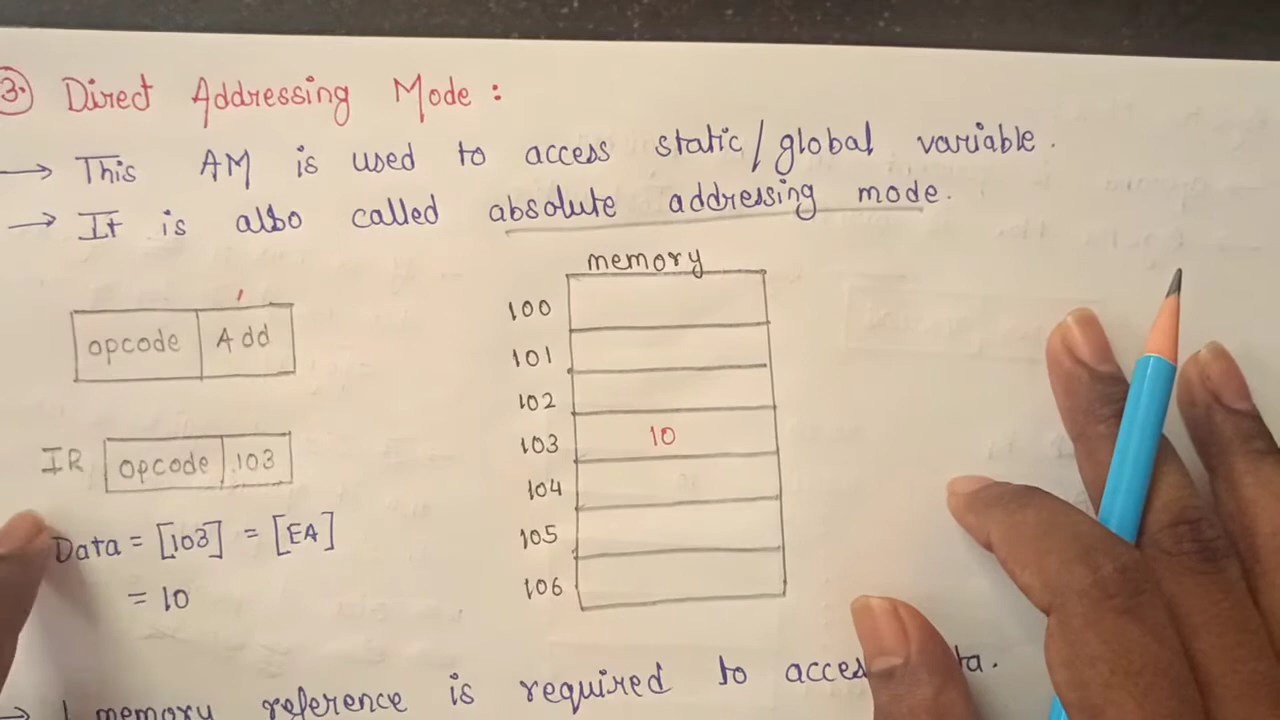 3. Direct Addressing Mode :
→ This AM is used to access static/global variable.
→ It is also called absolute addressing mode.
memory
opcode Add
100
101
102
103 10
104
105
106
IR opcode 103
Data = [103] = [EA]
= 10
→ 1 memory reference is required to access